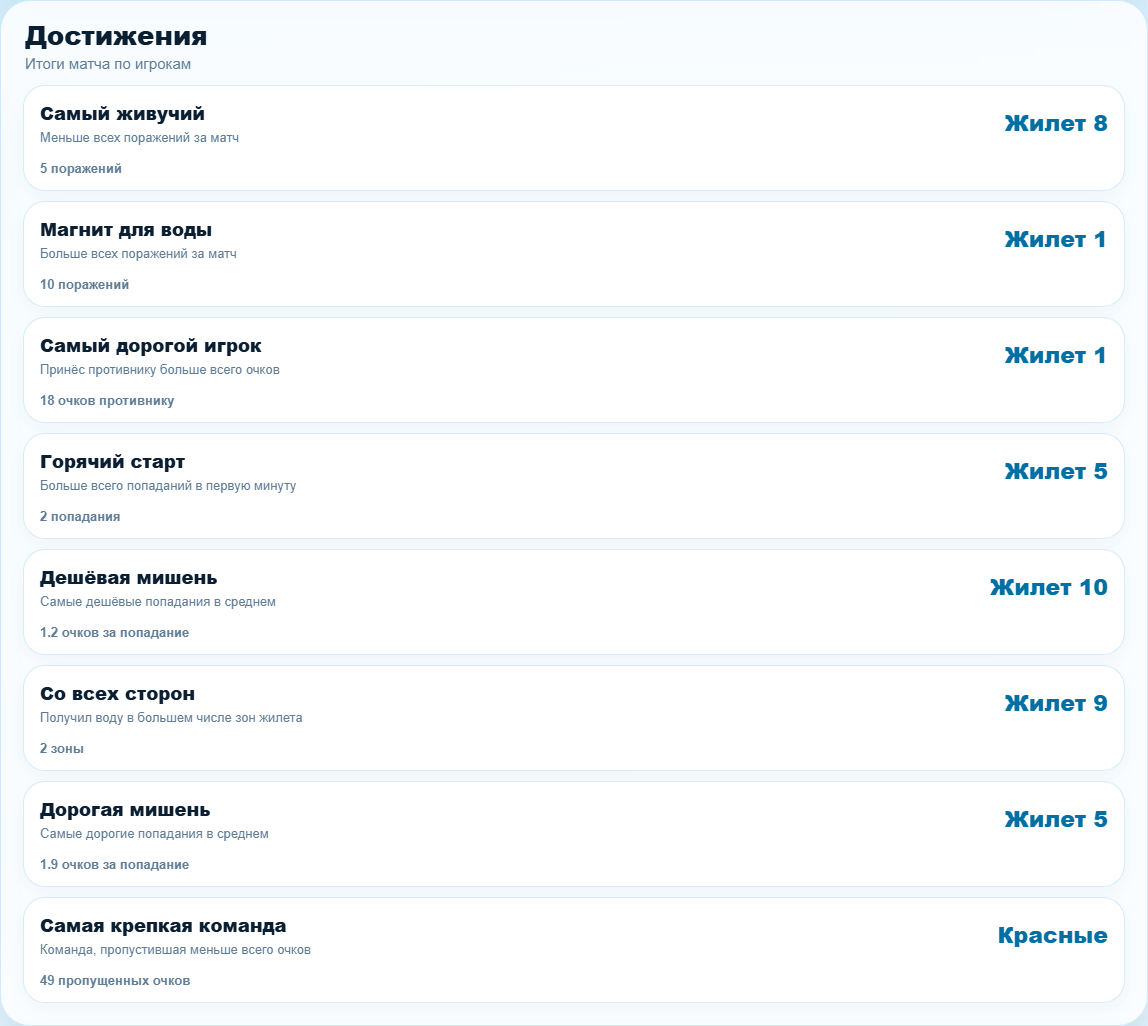 Достижения
Итоги матча по игрокам
Самый живучий
Жилет 8
Меньше всех поражений за матч
5 поражений
Магнит для воды
Жилет 1
Больше всех поражений за матч
10 поражений
Самый дорогой игрок
Жилет 1
Принёс противнику больше всего очков
18 очков противнику
Горячий старт
Жилет 5
Больше всего попаданий в первую минуту
2 попадания
Дешёвая мишень
Жилет 10
Самые дешёвые попадания в среднем
1.2 очков за попадание
Со всех сторон
Жилет 9
Получил воду в большем числе зон жилета
2 зоны
Дорогая мишень
Жилет 5
Самые дорогие попадания в среднем
1.9 очков за попадание
Самая крепкая команда
Красные
Команда, пропустившая меньше всего очков
49 пропущенных очков